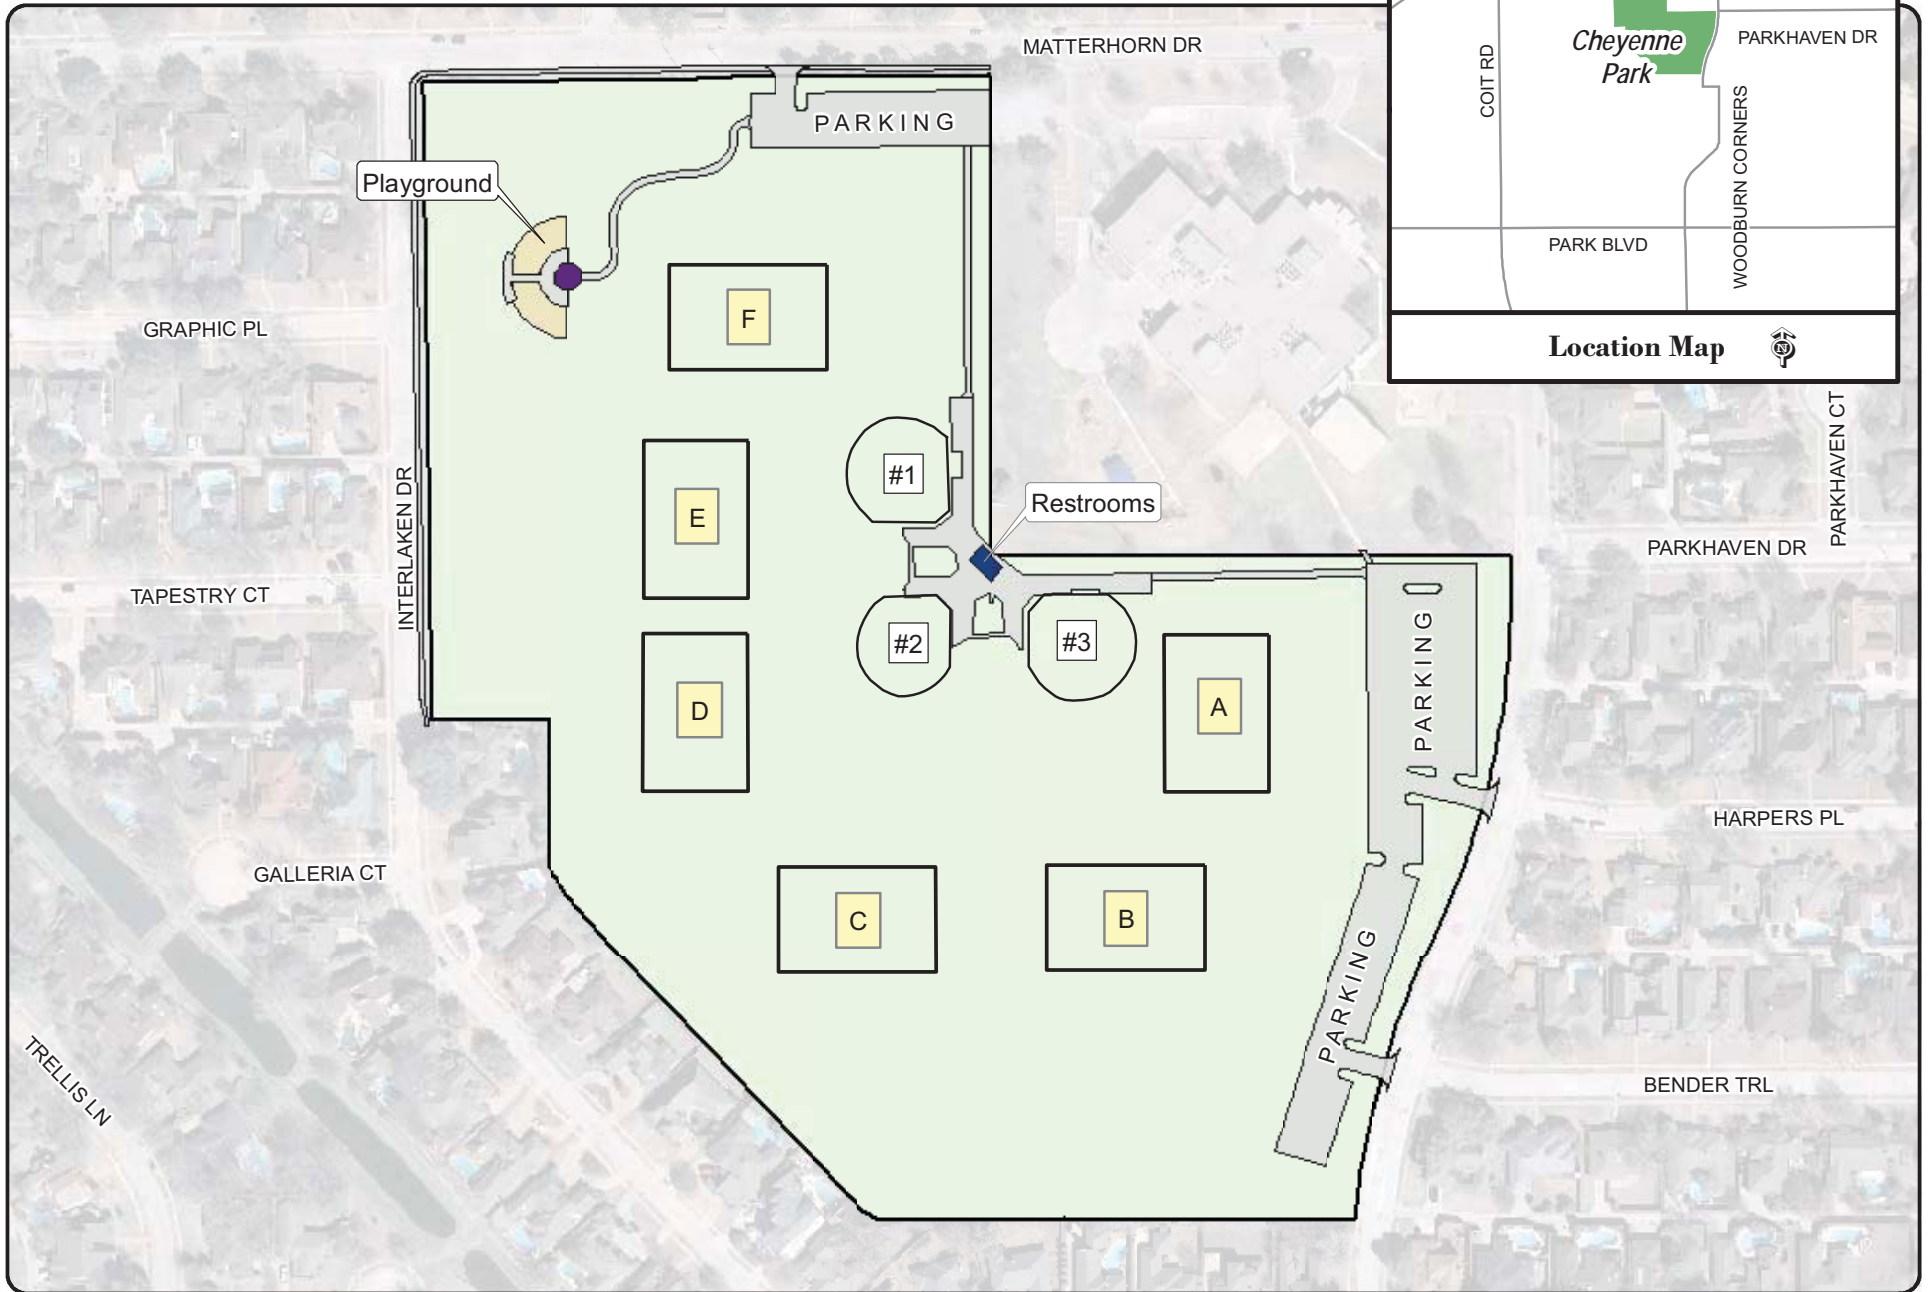 MATTERHORN DR
PARKING
Playground
F
GRAPHIC PL
#1
E
Restrooms
INTERLAKEN DR
TAPESTRY CT
#2
#3
D
A
PARKING
GALLERIA CT
C
B
PARKING
TRELLIS LN
PARKHAVEN CT
PARKHAVEN DR
HARPERS PL
BENDER TRL
Cheyenne
Park
COIT RD
PARKHAVEN DR
WOODBURN CORNERS
PARK BLVD
Location Map
N